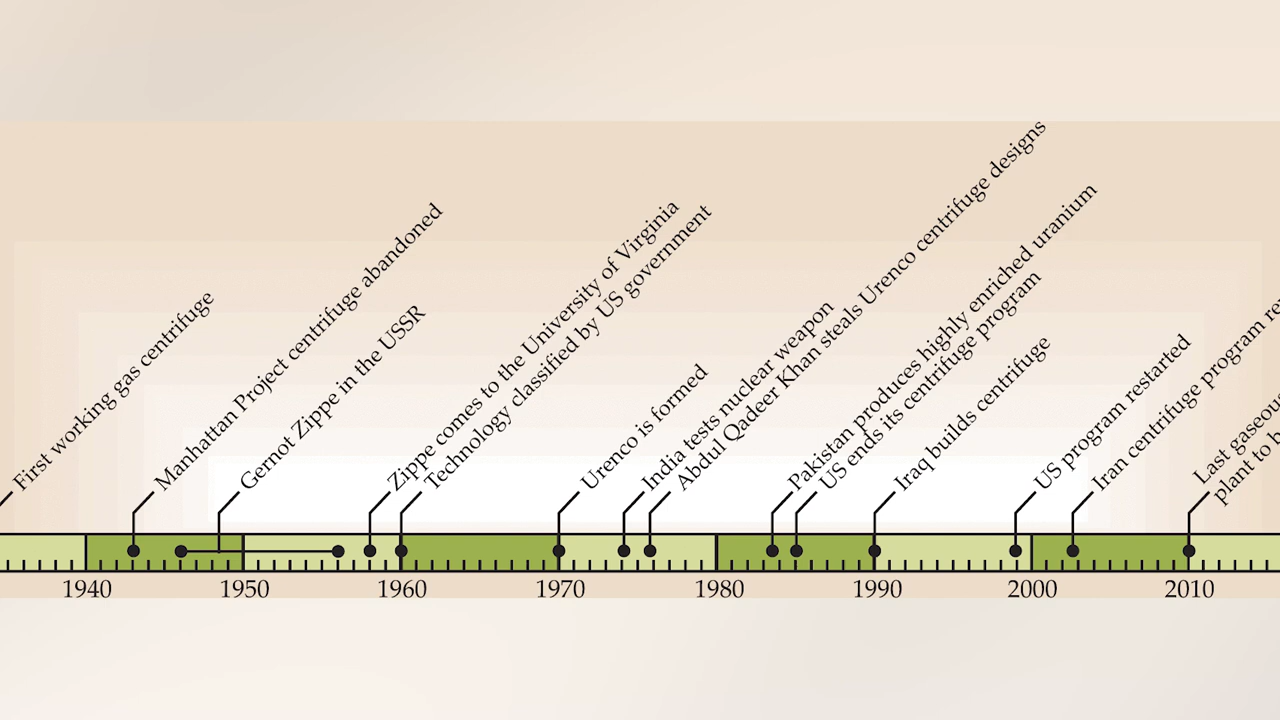 First working gas centrifuge
Manhattan Project centrifuge abandoned
Gernot Zippe in the USSR
Zippe comes to the University of Virginia
Technology classified by US government
Urenco is formed
India tests nuclear weapon
Abdul Qadeer Khan steals Urenco centrifuge designs
Pakistan produces highly enriched uranium
US ends its centrifuge program
Iraq builds centrifuge
US program restarted
Iran centrifuge program
Last gaseous
plant to
1940 1950 1960 1970 1980 1990 2000 2010